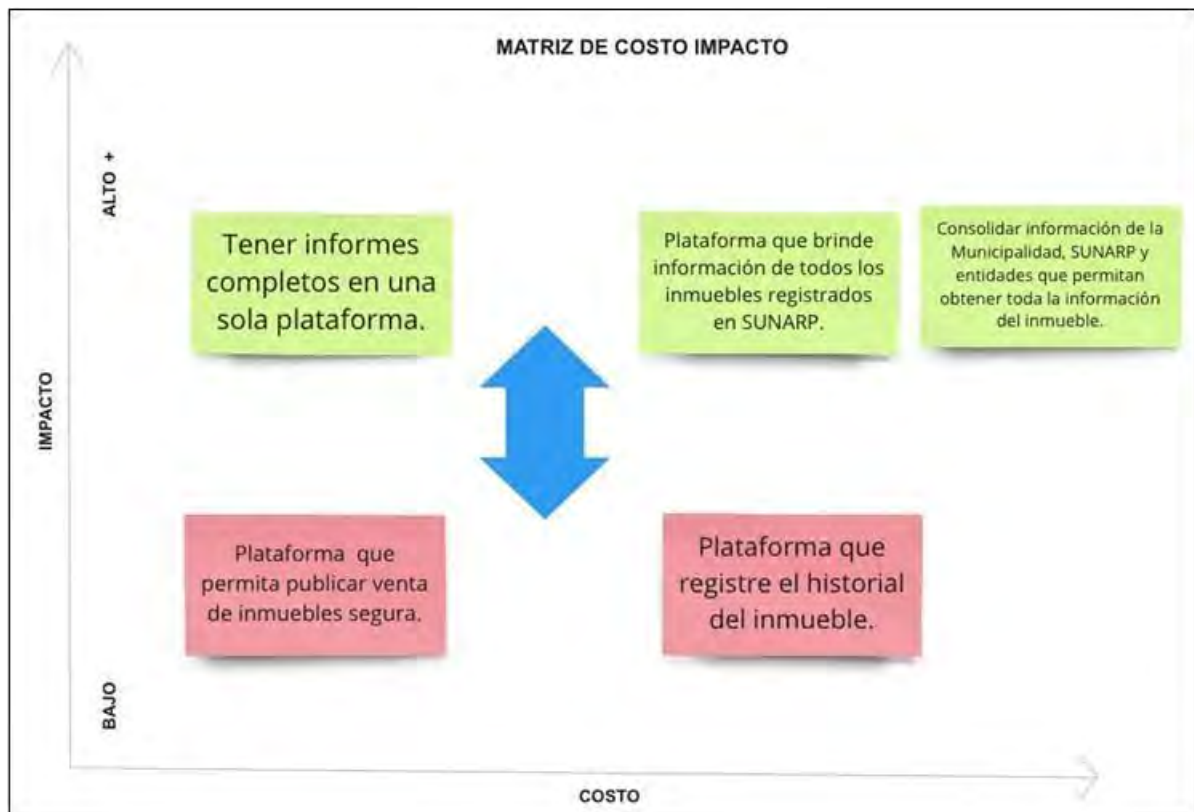 MATRIZ DE COSTO IMPACTO
ALTO +
IMPACTO
BAJO
Tener informes
completos en una
sola plataforma.
Plataforma que brinde
información de todos los
inmuebles registrados
en SUNARP.
Consolidar información de la
Municipalidad, SUNARP y
entidades que permitan
obtener toda la información
del inmueble.
Plataforma que
permita publicar venta
de inmuebles segura.
Plataforma que
registre el historial
del inmueble.
COSTO